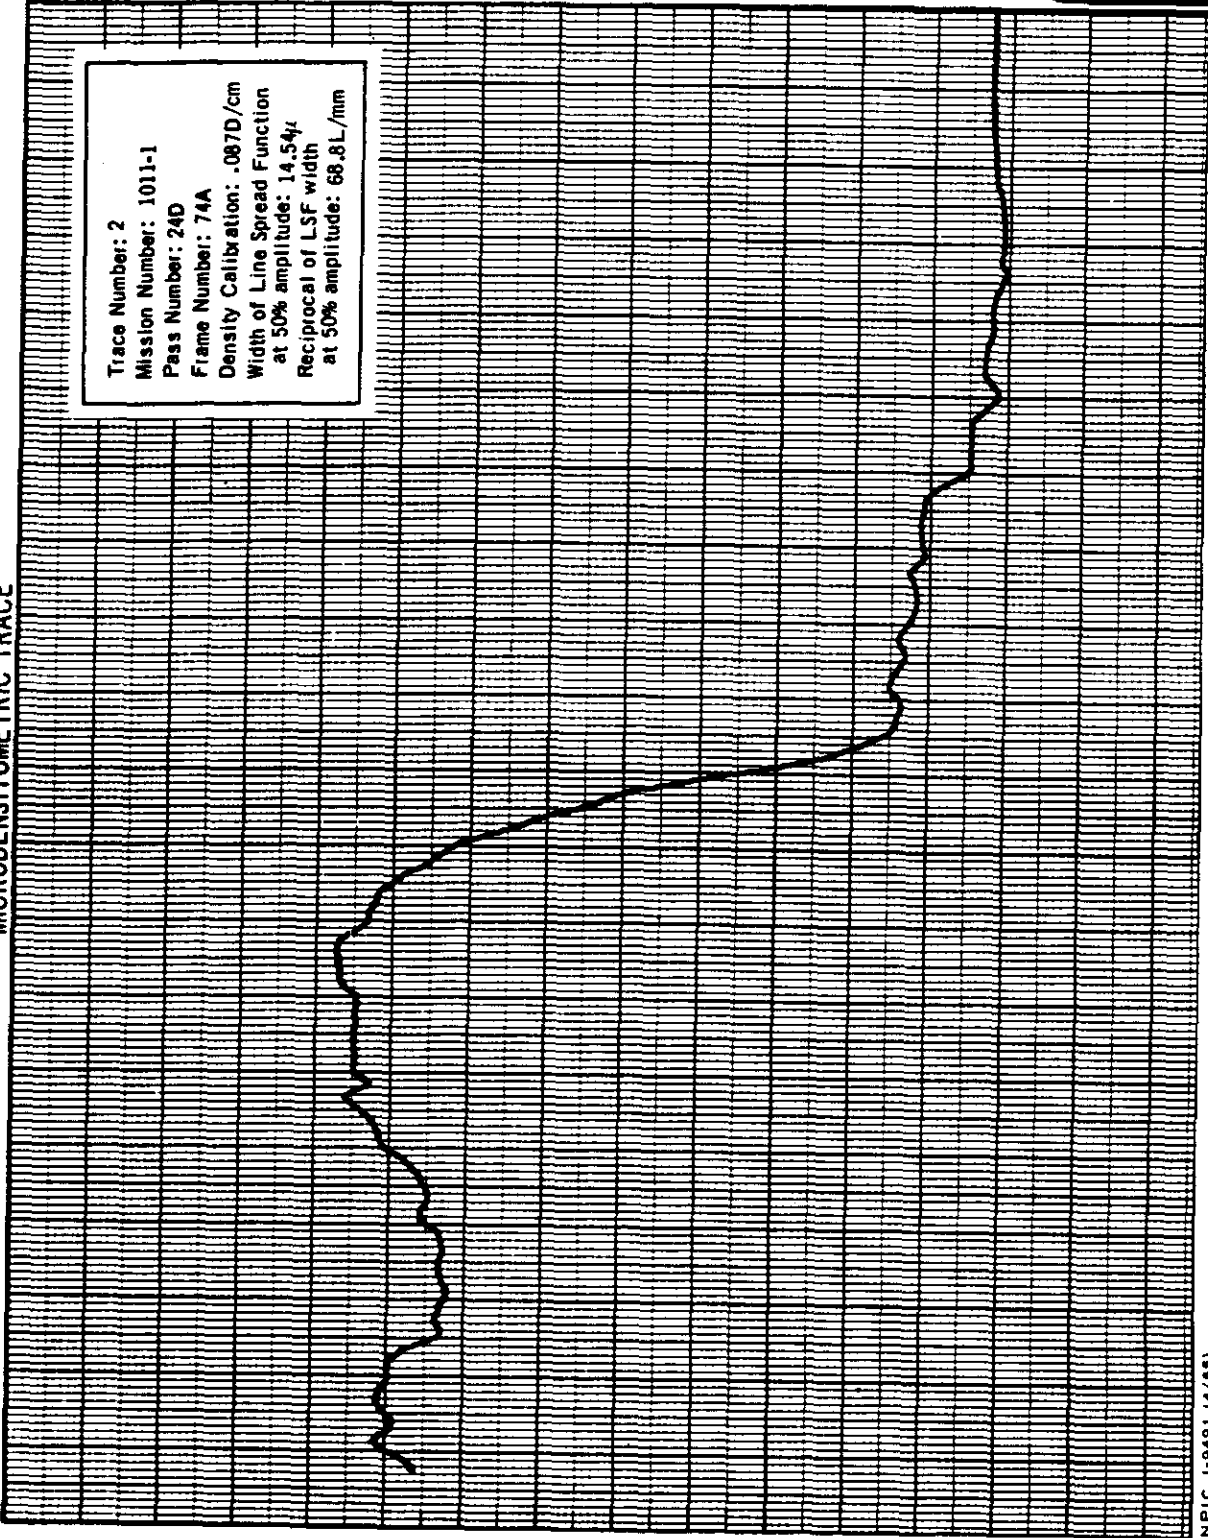 MICRODENSITOMETRIC TRACE
Trace Number: 2
Mission Number: 1011-1
Pass Number: 24D
Frame Number: 74A
Density Calibration: .087D/cm
Width of Line Spread Function
at 50% amplitude: 14.54μ
Reciprocal of LSF width
at 50% amplitude: 68.8L/mm